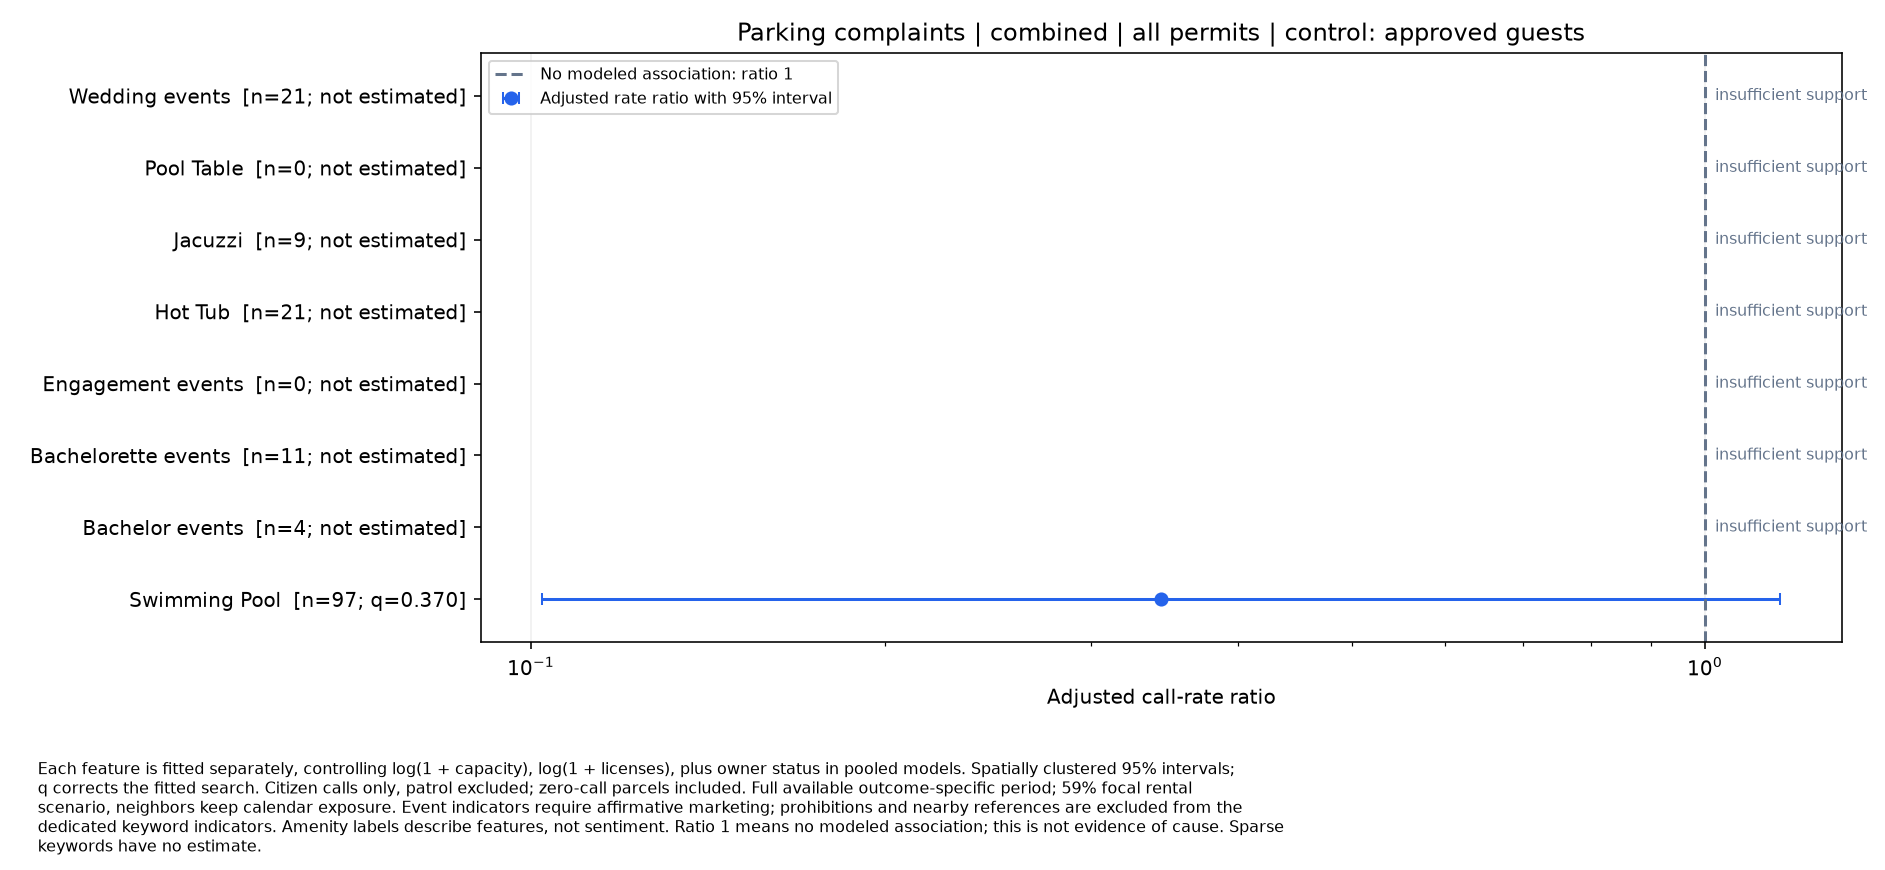 Parking complaints | combined | all permits | control: approved guests
No modeled association: ratio 1
Adjusted rate ratio with 95% interval
Wedding events [n=21; not estimated]
insufficient support
Pool Table [n=0; not estimated]
insufficient support
Jacuzzi [n=9; not estimated]
insufficient support
Hot Tub [n=21; not estimated]
insufficient support
Engagement events [n=0; not estimated]
insufficient support
Bachelorette events [n=11; not estimated]
insufficient support
Bachelor events [n=4; not estimated]
insufficient support
Swimming Pool [n=97; q=0.370]
10⁻¹
10⁰
Adjusted call-rate ratio
Each feature is fitted separately, controlling log(1 + capacity), log(1 + licenses), plus owner status in pooled models. Spatially clustered 95% intervals;
q corrects the fitted search. Citizen calls only, patrol excluded; zero-call parcels included. Full available outcome-specific period; 59% focal rental
scenario, neighbors keep calendar exposure. Event indicators require affirmative marketing; prohibitions and nearby references are excluded from the
dedicated keyword indicators. Amenity labels describe features, not sentiment. Ratio 1 means no modeled association; this is not evidence of cause. Sparse
keywords have no estimate.